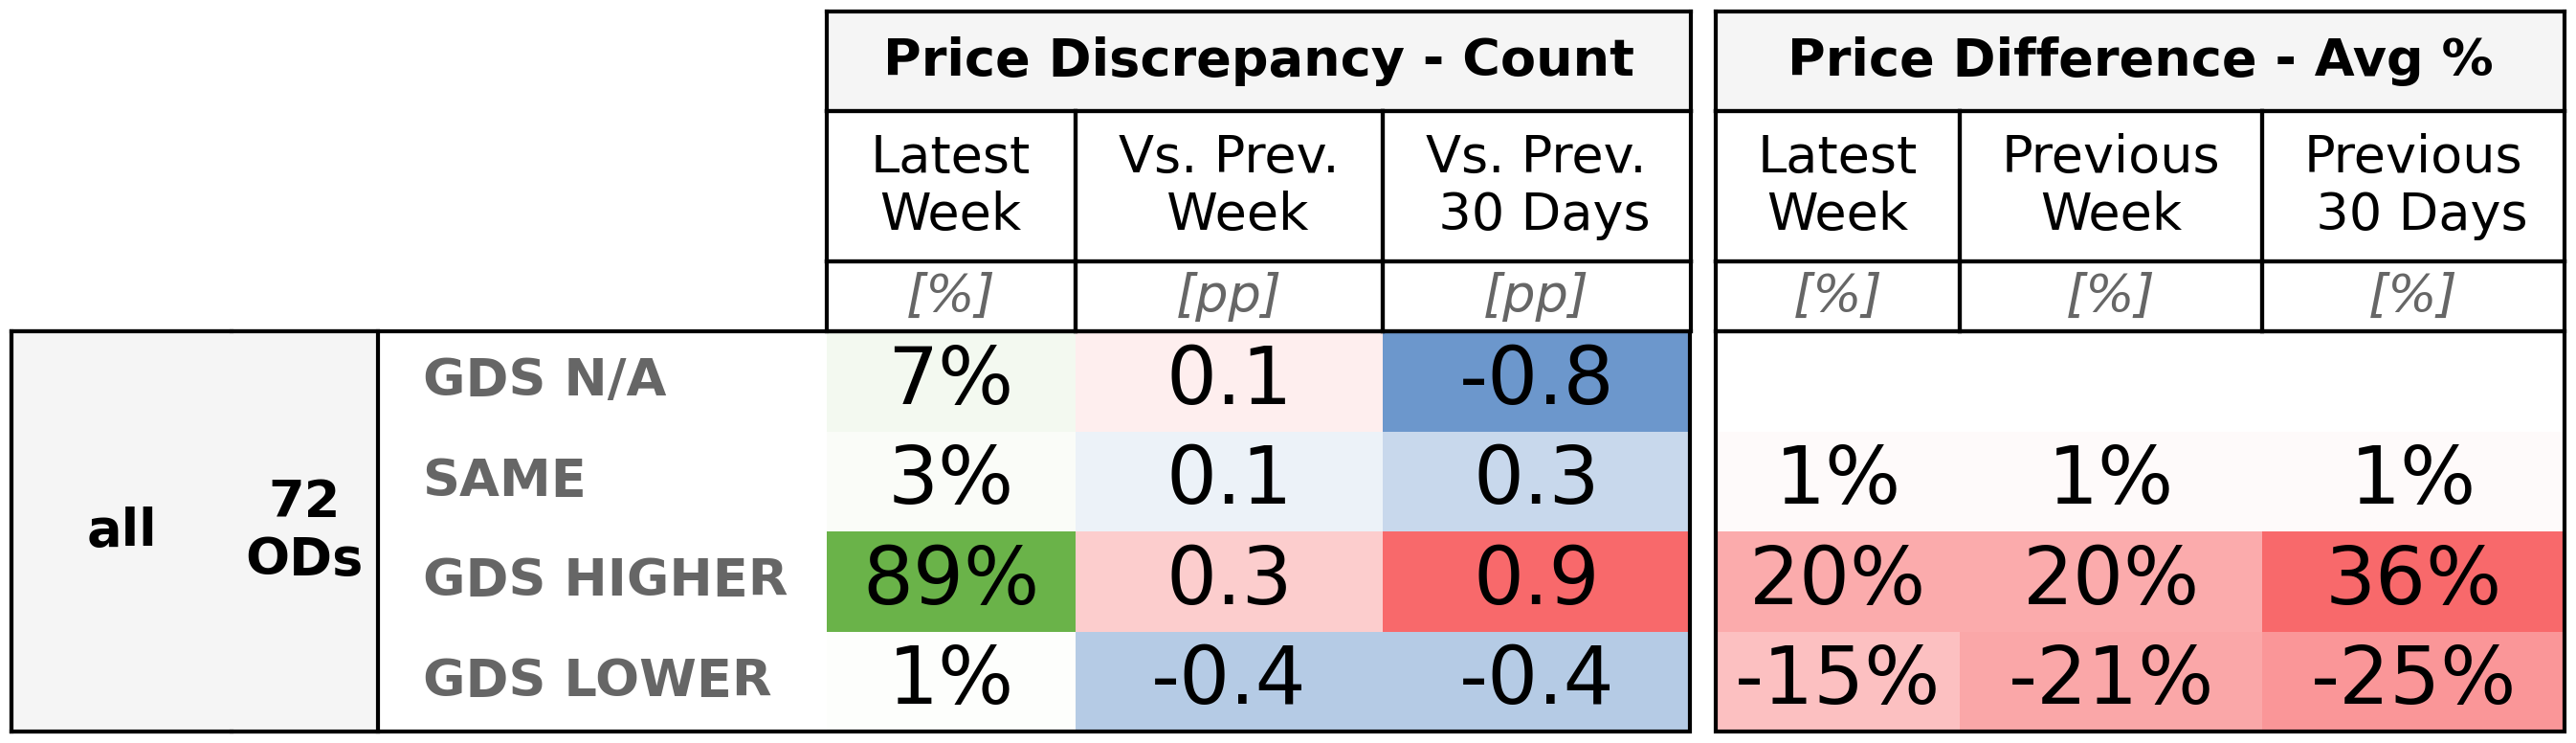 Price Discrepancy - Count
Price Difference - Avg %
Latest Week
Vs. Prev. Week
Vs. Prev. 30 Days
Latest Week
Previous Week
Previous 30 Days
[%] [pp] [pp] [%] [%] [%]
all
72 ODs
GDS N/A 7% 0.1 -0.8
SAME 3% 0.1 0.3 1% 1% 1%
GDS HIGHER 89% 0.3 0.9 20% 20% 36%
GDS LOWER 1% -0.4 -0.4 -15% -21% -25%